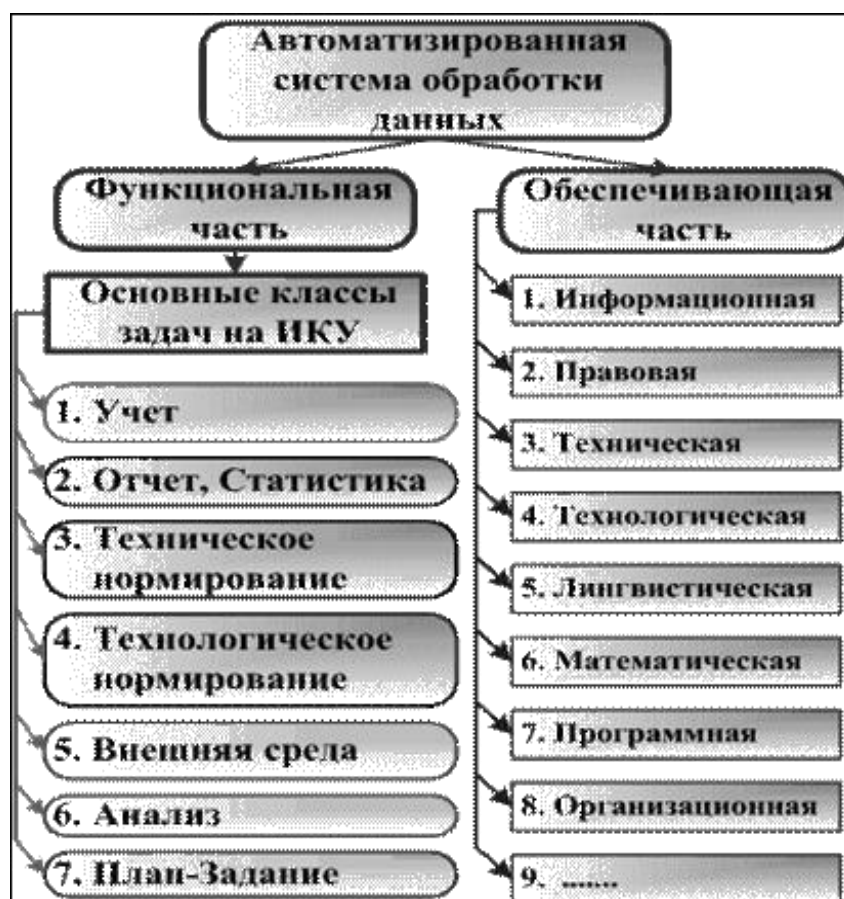 Автоматизированная
система обработки
данных
Функциональная
часть
Основные классы
задач на ИКУ
1. Учет
2. Отчет, Статистика
3. Техническое
нормирование
4. Технологическое
нормирование
5. Внешняя среда
6. Анализ
7. План-Задание
Обеспечивающая
часть
1. Информационная
2. Правовая
3. Техническая
4. Технологическая
5. Лингвистическая
6. Математическая
7. Программная
8. Организационная
9. .......